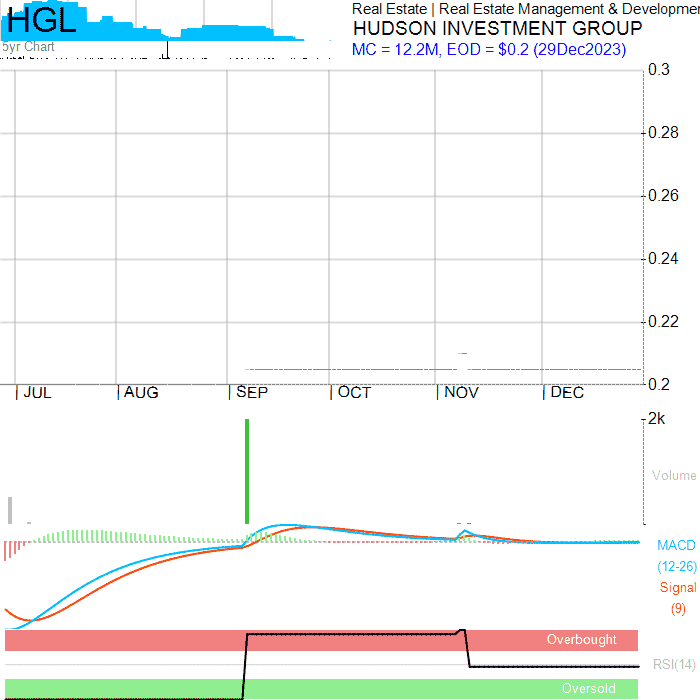 HGL
5yr Chart
Real Estate | Real Estate Management & Developmer
HUDSON INVESTMENT GROUP
MC = 12.2M, EOD = $0.2 (29Dec2023)
0.3
0.28
0.26
0.24
0.22
0.2
JUL AUG SEP OCT NOV DEC
2k
Volume
MACD
(12-26)
Signal
(9)
Overbought
RSI(14)
Oversold